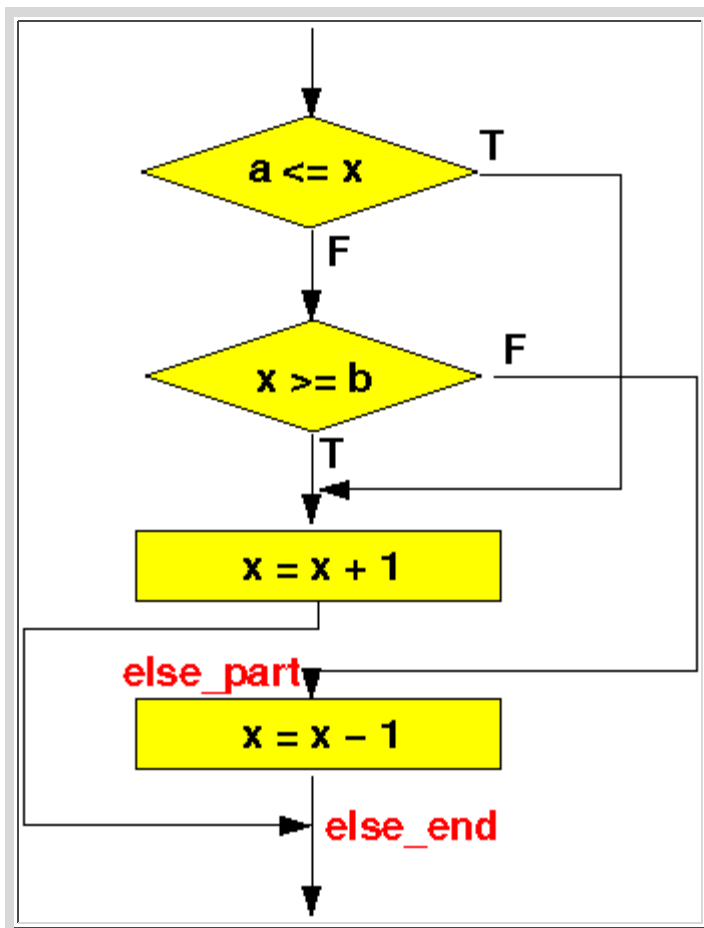 a <= x
T
F
x >= b
F
T
x = x + 1
else_part
x = x − 1
else_end